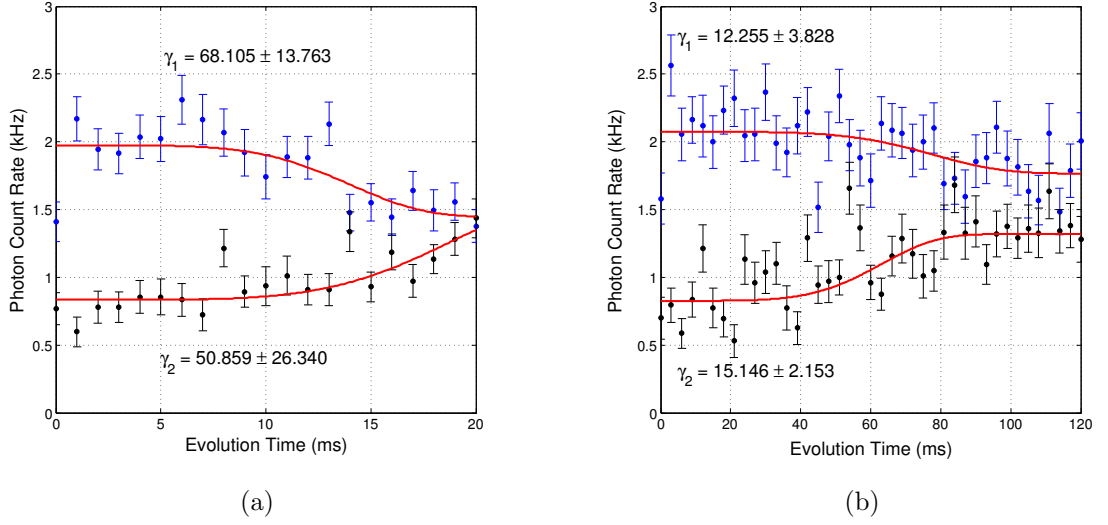 3
2.5
2
1.5
1
0.5
0
0
5
10
15
20
Photon Count Rate (kHz)
Evolution Time (ms)
γ1 = 68.105 ± 13.763
γ2 = 50.859 ± 26.340
(a)
3
2.5
2
1.5
1
0.5
0
0
20
40
60
80
100
120
Photon Count Rate (kHz)
Evolution Time (ms)
γ1 = 12.255 ± 3.828
γ2 = 15.146 ± 2.153
(b)